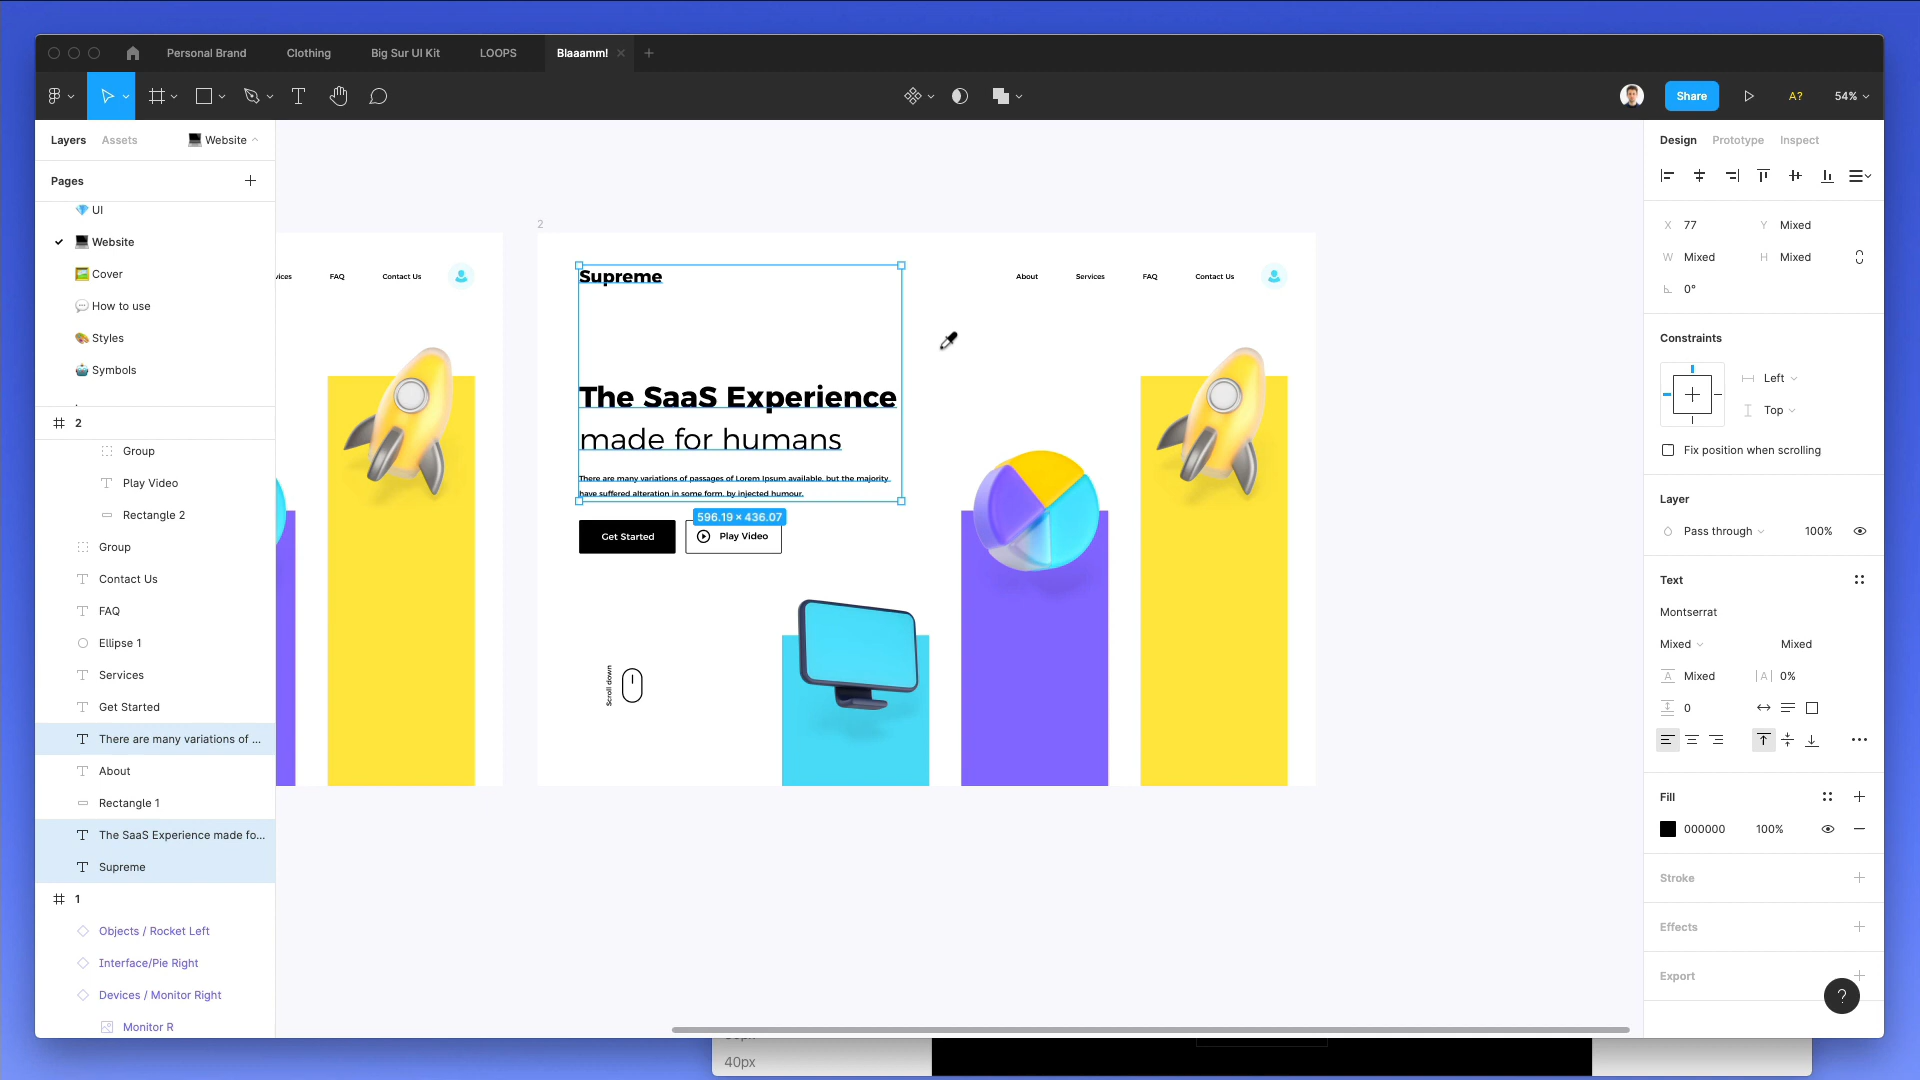 Personal Brand
Clothing
Big Sur UI Kit
LOOPS
Blaaamm!
Share
A?
54%
Layers
Assets
Website
Pages
UI
Website
Cover
How to use
Styles
Symbols
2
Group
Play Video
Rectangle 2
Group
Contact Us
FAQ
Ellipse 1
Services
Get Started
There are many variations of ...
About
Rectangle 1
The SaaS Experience made fo...
Supreme
1
Objects / Rocket Left
Interface/Pie Right
Devices / Monitor Right
Monitor R
vices
FAQ
Contact Us
2
Supreme
About
Services
FAQ
Contact Us
The SaaS Experience
made for humans
There are many variations of passages of Lorem Ipsum available, but the majority
have suffered alteration in some form, by injected humour.
596.19 × 436.07
Get Started
Play Video
Scroll down
Design
Prototype
Inspect
X 77
Y Mixed
W Mixed
H Mixed
0°
Constraints
Left
Top
Fix position when scrolling
Layer
Pass through
100%
Text
Montserrat
Mixed
Mixed
A Mixed
|A| 0%
0
Fill
000000
100%
Stroke
Effects
Export
?
40px